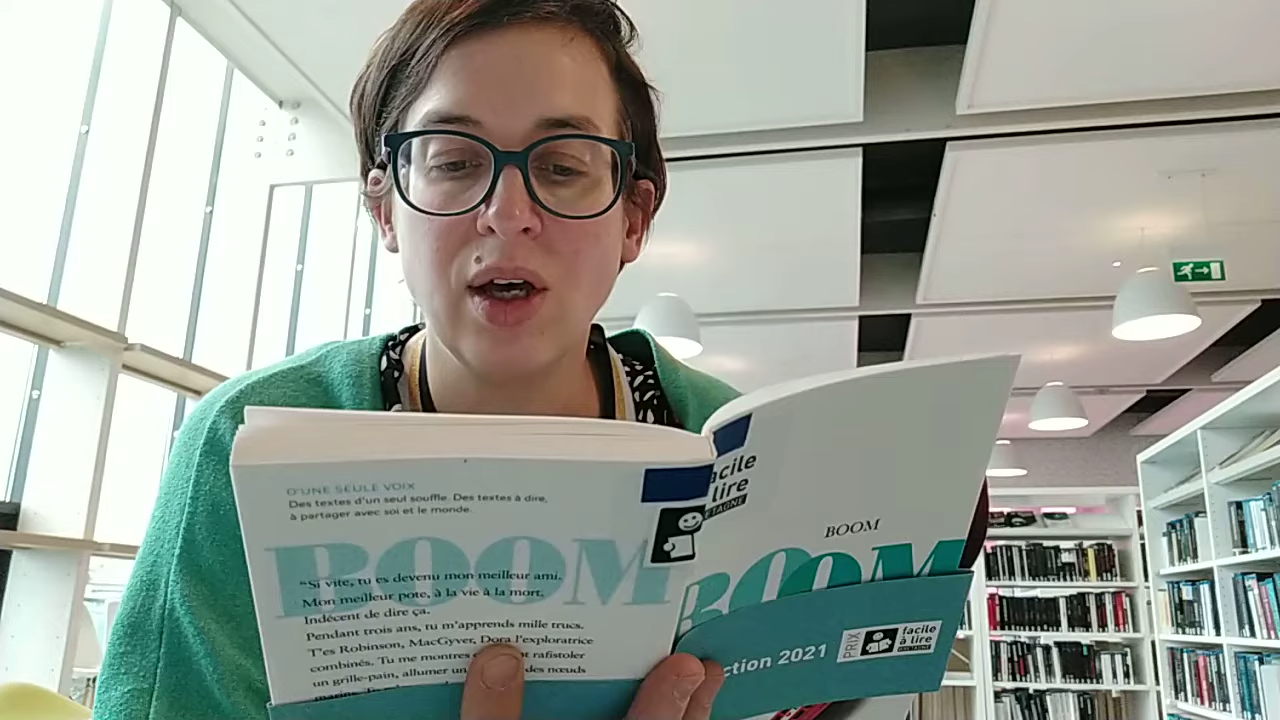 D'UNE SEULE VOIX
Des textes d'un seul souffle. Des textes à dire,
à partager avec soi et le monde.
BOOM
"Si vite, tu es devenu mon meilleur ami.
Mon meilleur pote, à la vie à la mort.
Indécent de dire ça.
Pendant trois ans, tu m'apprends mille trucs.
T'es Robinson, MacGyver, Dora l'exploratrice
combinés. Tu me montres rafistoler
un grille-pain, allumer un des nœuds
acile
lire
BOOM
BOOM
ction 2021
PRIX
facile
à lire
BRETAGNE